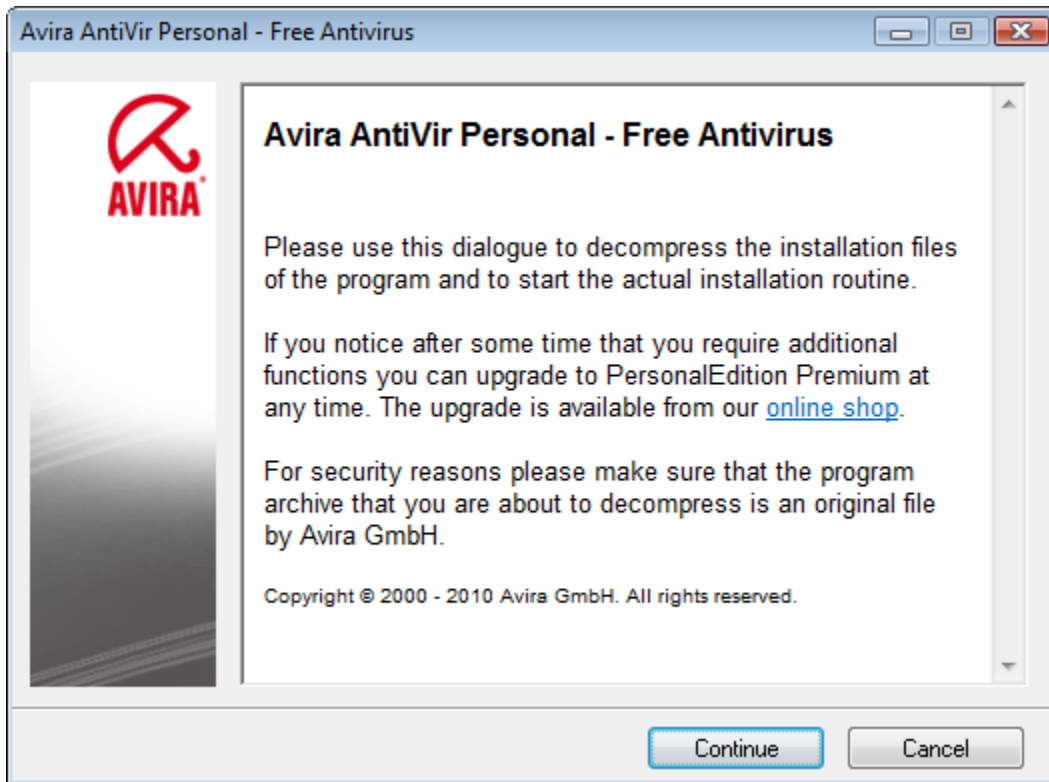 Avira AntiVir Personal - Free Antivirus
AVIRA
Avira AntiVir Personal - Free Antivirus
Please use this dialogue to decompress the installation files
of the program and to start the actual installation routine.
If you notice after some time that you require additional
functions you can upgrade to PersonalEdition Premium at
any time. The upgrade is available from our online shop.
For security reasons please make sure that the program
archive that you are about to decompress is an original file
by Avira GmbH.
Copyright © 2000 - 2010 Avira GmbH. All rights reserved.
Continue
Cancel